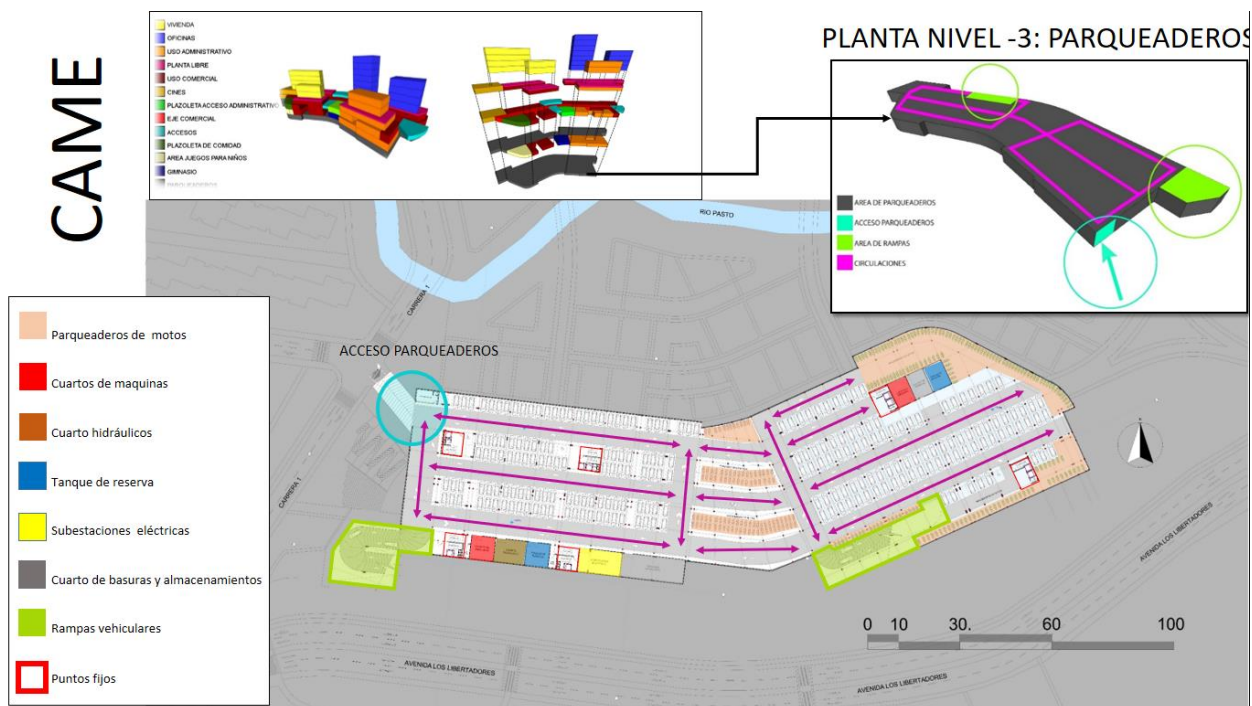 CAME
VIVIENDA
OFICINAS
USO ADMINISTRATIVO
PLANTA LIBRE
USO COMERCIAL
CINES
PLAZOLETA ACCESO ADMINISTRATIVO
EJE COMERCIAL
ACCESOS
PLAZOLETA DE COMIDAD
AREA JUEGOS PARA NIÑOS
GIMNASIO
PARQUEADEROS
PLANTA NIVEL -3: PARQUEADEROS
AREA DE PARQUEADEROS
ACCESO PARQUEADEROS
AREA DE RAMPAS
CIRCULACIONES
RIO PASTO
CARRERA 1
ACCESO PARQUEADEROS
CARRERA 1
Parqueaderos de motos
Cuartos de maquinas
Cuarto hidráulicos
Tanque de reserva
Subestaciones eléctricas
Cuarto de basuras y almacenamientos
Rampas vehiculares
Puntos fijos
AVENIDA LOS LIBERTADORES
0 10 30. 60 100
AVENIDA LOS LIBERTADORES
AVENIDA LOS LIBERTADORES